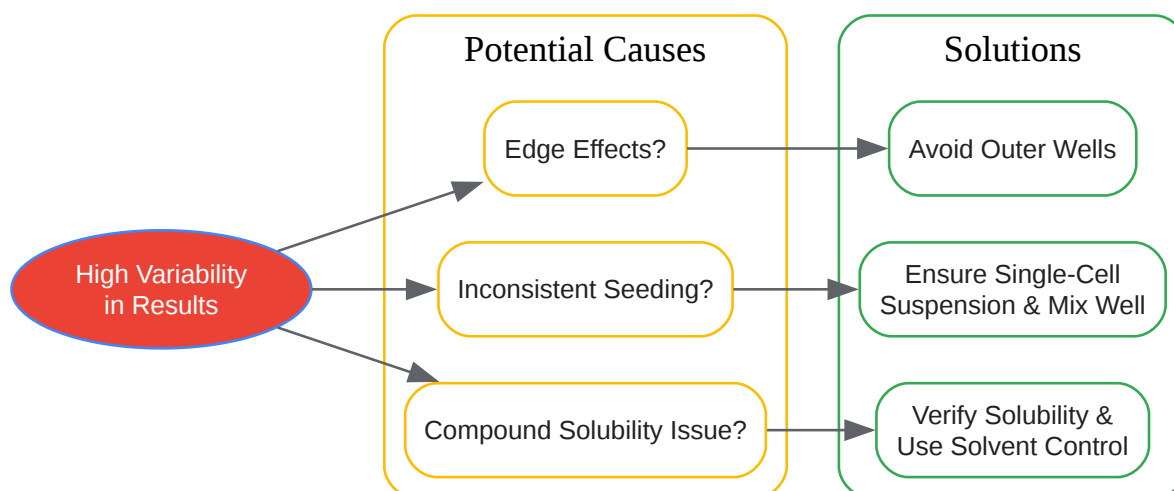 Potential Causes
Solutions
Edge Effects?
Avoid Outer Wells
High Variability
in Results
Inconsistent Seeding?
Ensure Single-Cell
Suspension & Mix Well
Compound Solubility Issue?
Verify Solubility &
Use Solvent Control